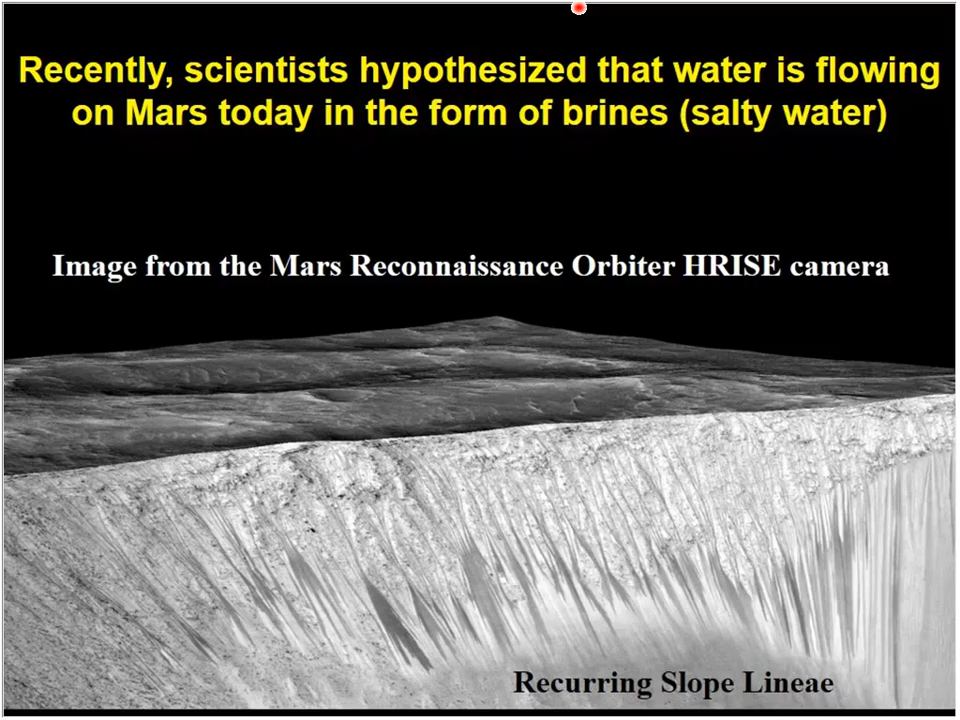 Recently, scientists hypothesized that water is flowing
on Mars today in the form of brines (salty water)
Image from the Mars Reconnaissance Orbiter HRISE camera
Recurring Slope Lineae